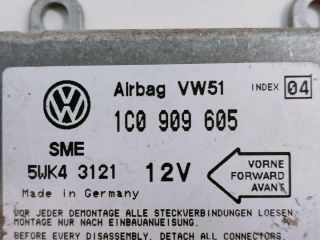 Airbag VW51 INDEX 04
1C0 909 605
SME
5WK4 3121 12V
VORNE
FORWARD
AVANT
Made in Germany
VOR JEDER DEMONTAGE ALLE STECKVERBINDUNGEN LOESEN
MONTAGE NUR NACH EINBAUANWEISUNG
BEFORE EVERY DISASSEMBLY, DETACH ALL CONNECTORS